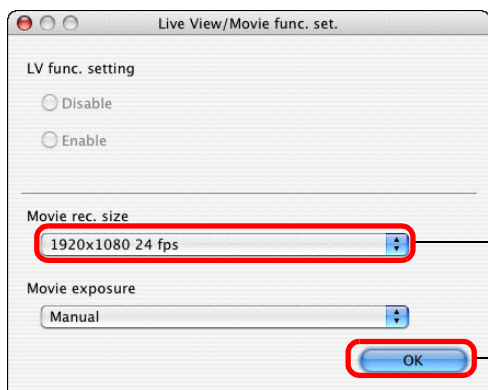 Live View/Movie func. set.
LV func. setting
Disable
Enable
Movie rec. size
1920x1080 24 fps
Movie exposure
Manual
OK